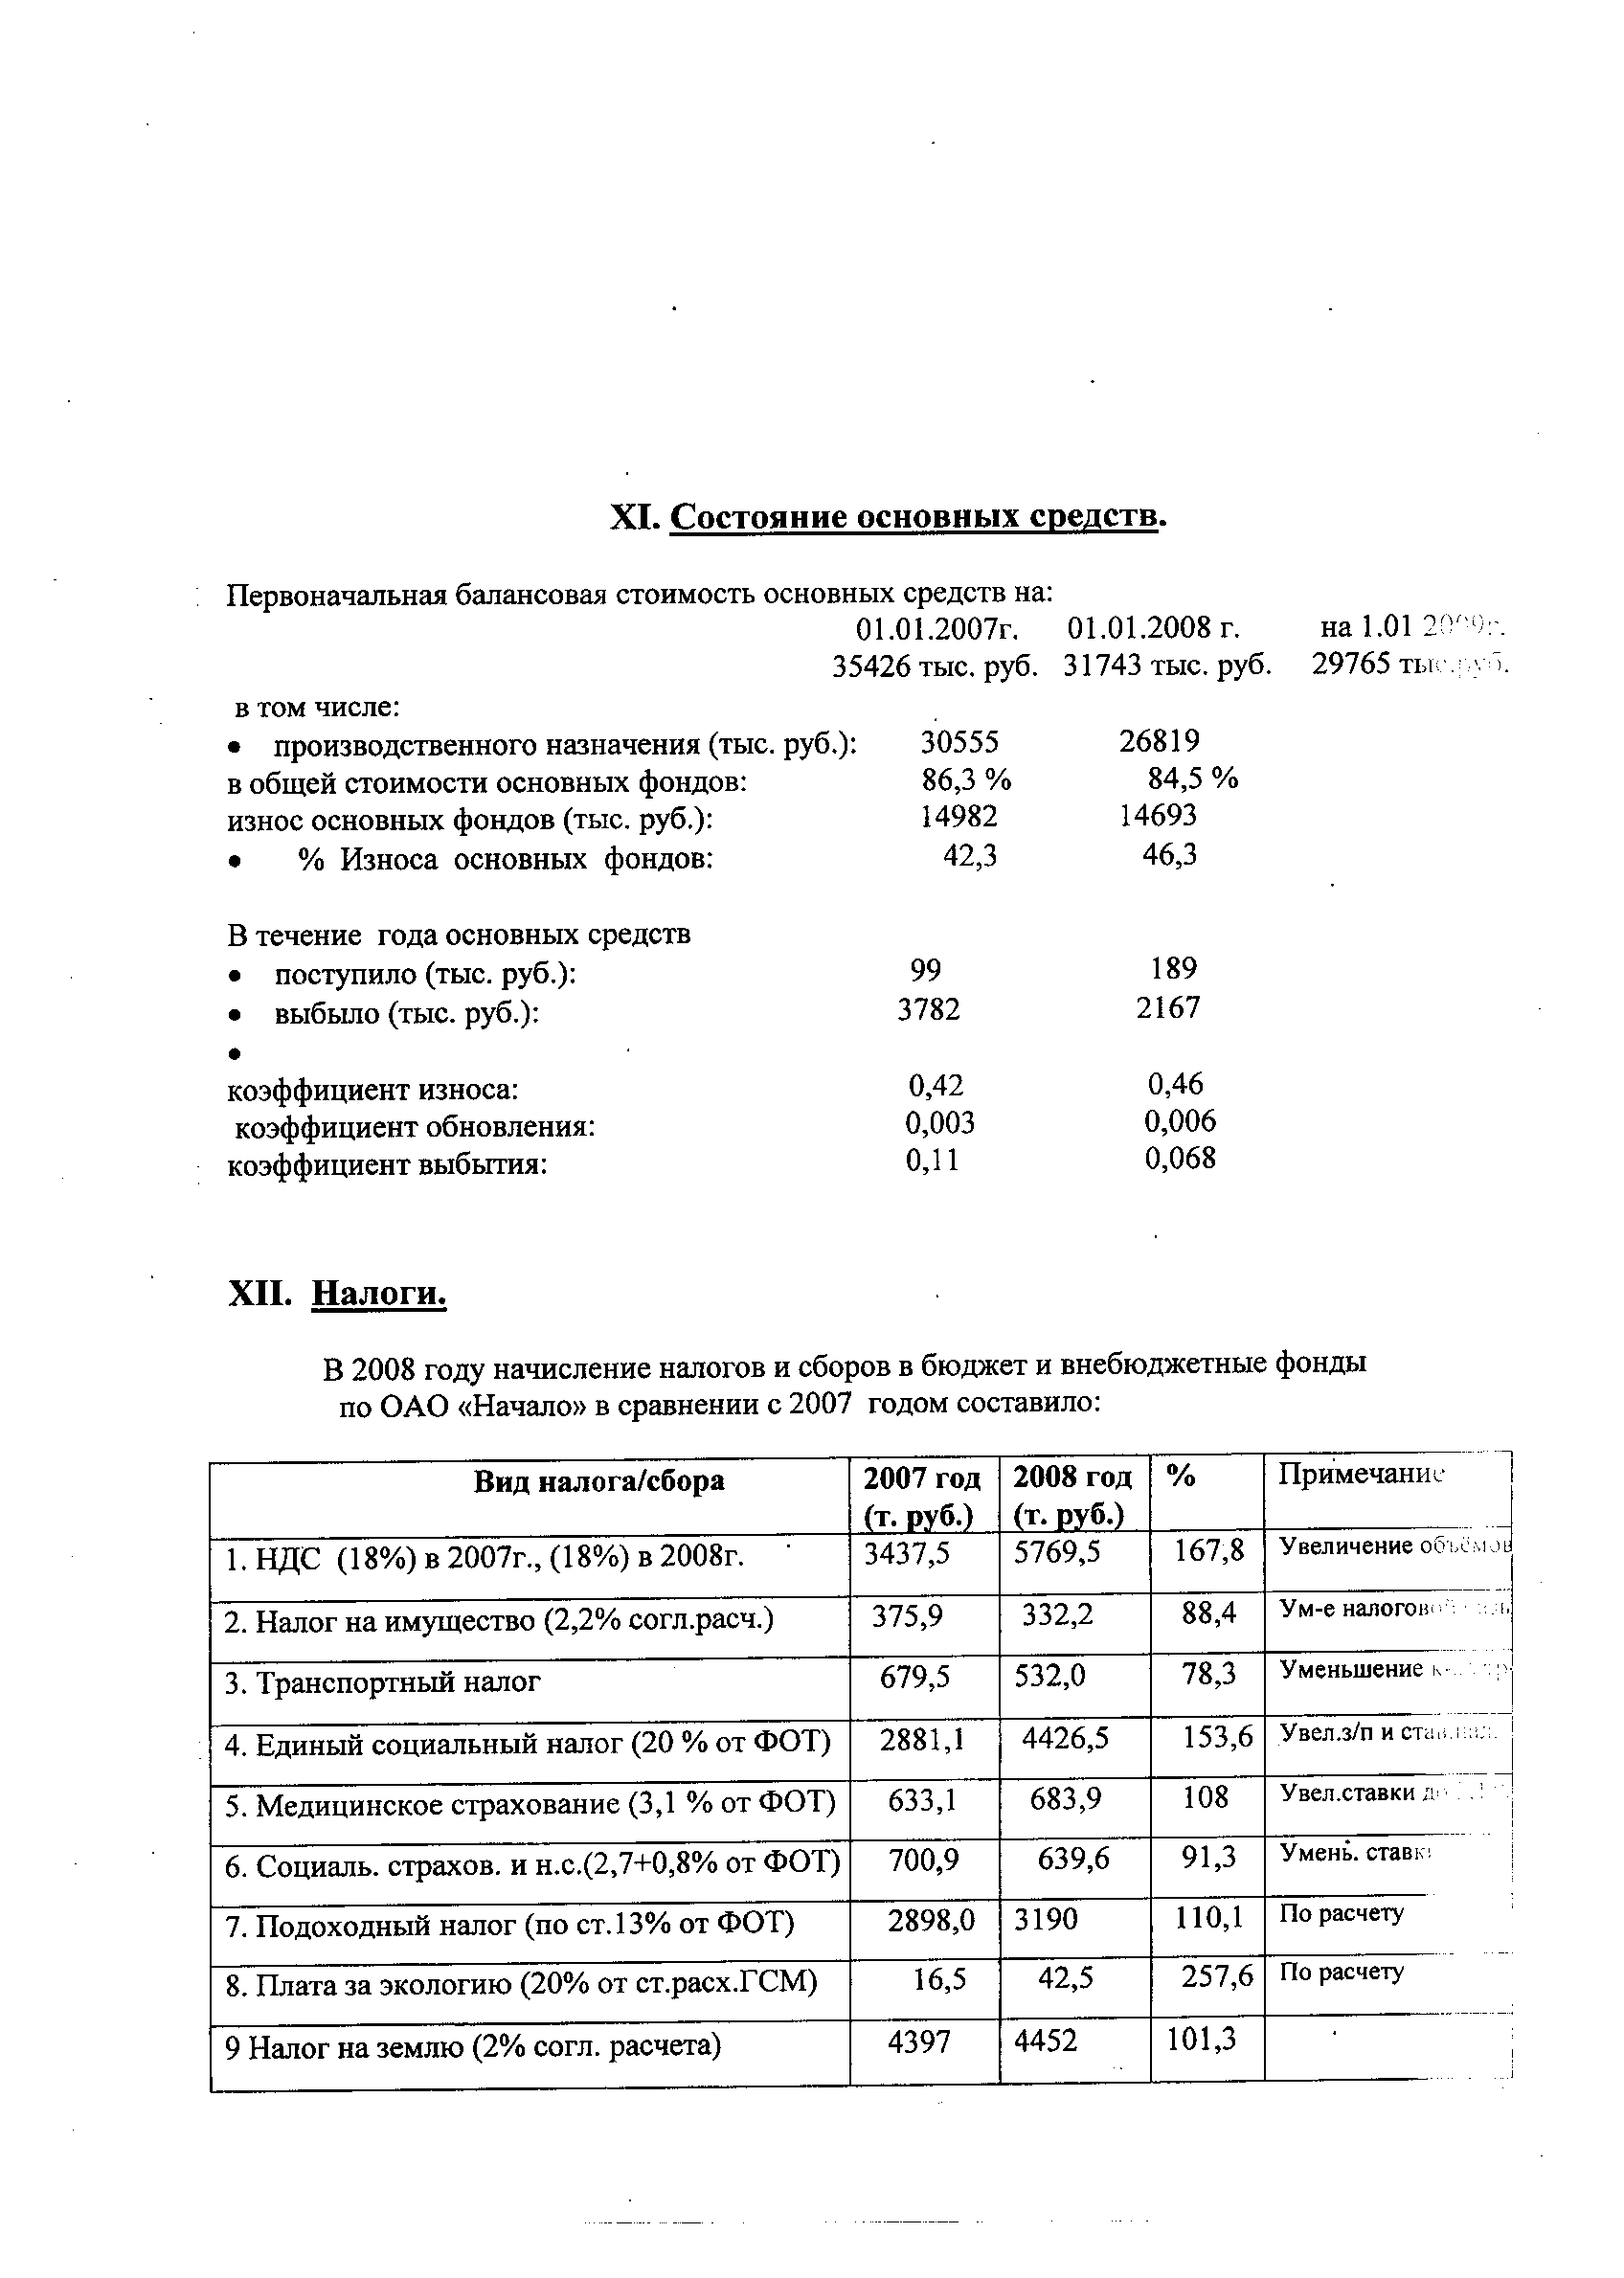 XI. Состояние основных средств.
Первоначальная балансовая стоимость основных средств на:
01.01.2007г. 01.01.2008 г. на 1.01
35426 тыс. руб. 31743 тыс. руб. 29765
в том числе:
• производственного назначения (тыс. руб.): 30555 26819
в общей стоимости основных фондов: 86,3 % 84,5 %
износ основных фондов (тыс. руб.): 14982 14693
• % Износа основных фондов: 42,3 46,3
В течение года основных средств
• поступило (тыс. руб.): 99 189
• выбыло (тыс. руб.): 3782 2167
•
коэффициент износа: 0,42 0,46
коэффициент обновления: 0,003 0,006
коэффициент выбытия: 0,11 0,068
XII. Налоги.
В 2008 году начисление налогов и сборов в бюджет и внебюджетные фонды
по ОАО «Начало» в сравнении с 2007 годом составило:
Вид налога/сбора 2007 год (т. руб.) 2008 год (т. руб.) % Примечание
1. НДС (18%) в 2007г., (18%) в 2008г. 3437,5 5769,5 167,8 Увеличение объёмов
2. Налог на имущество (2,2% согл.расч.) 375,9 332,2 88,4 Ум-е
3. Транспортный налог 679,5 532,0 78,3 Уменьшение
4. Единый социальный налог (20 % от ФОТ) 2881,1 4426,5 153,6 Увел.з/п и
5. Медицинское страхование (3,1 % от ФОТ) 633,1 683,9 108 Увел.ставки
6. Социаль. страхов. и н.с.(2,7+0,8% от ФОТ) 700,9 639,6 91,3 Умень.
7. Подоходный налог (по ст.13% от ФОТ) 2898,0 3190 110,1 По расчету
8. Плата за экологию (20% от ст.расх.ГСМ) 16,5 42,5 257,6 По расчету
9 Налог на землю (2% согл. расчета) 4397 4452 101,3